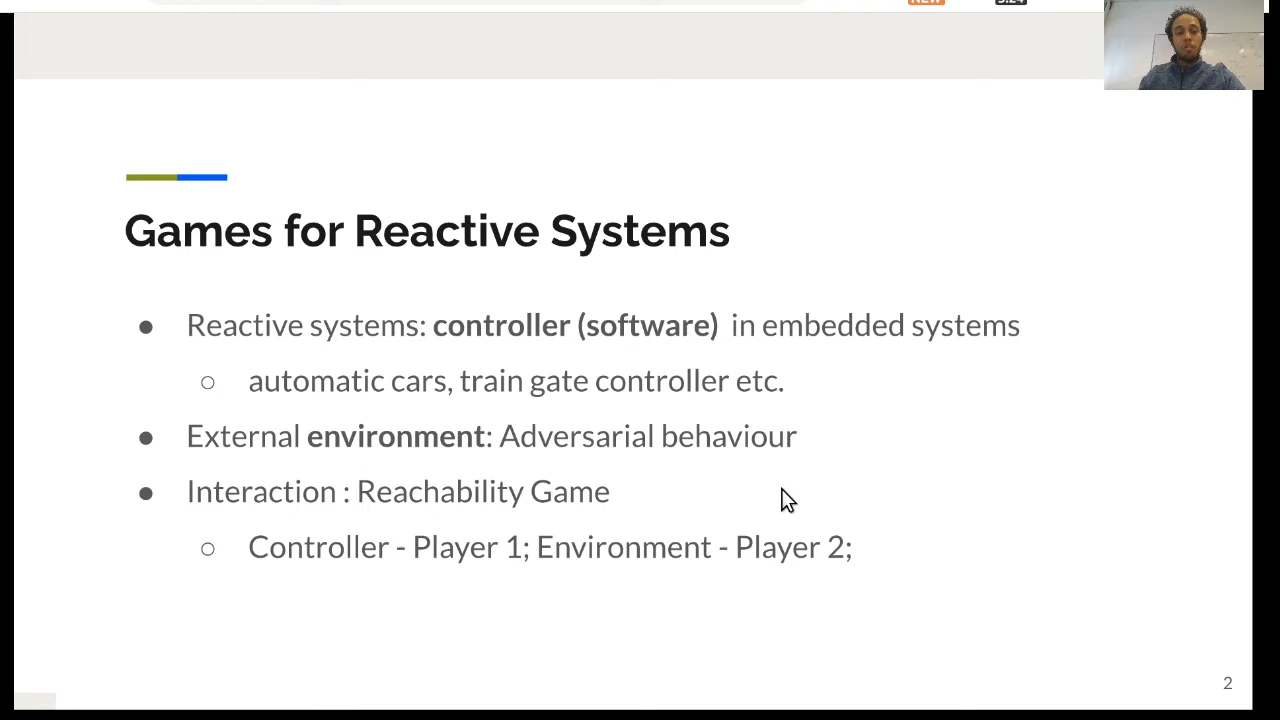 NEW
Games for Reactive Systems
● Reactive systems: controller (software) in embedded systems
○ automatic cars, train gate controller etc.
● External environment: Adversarial behaviour
● Interaction : Reachability Game
○ Controller - Player 1; Environment - Player 2;
2